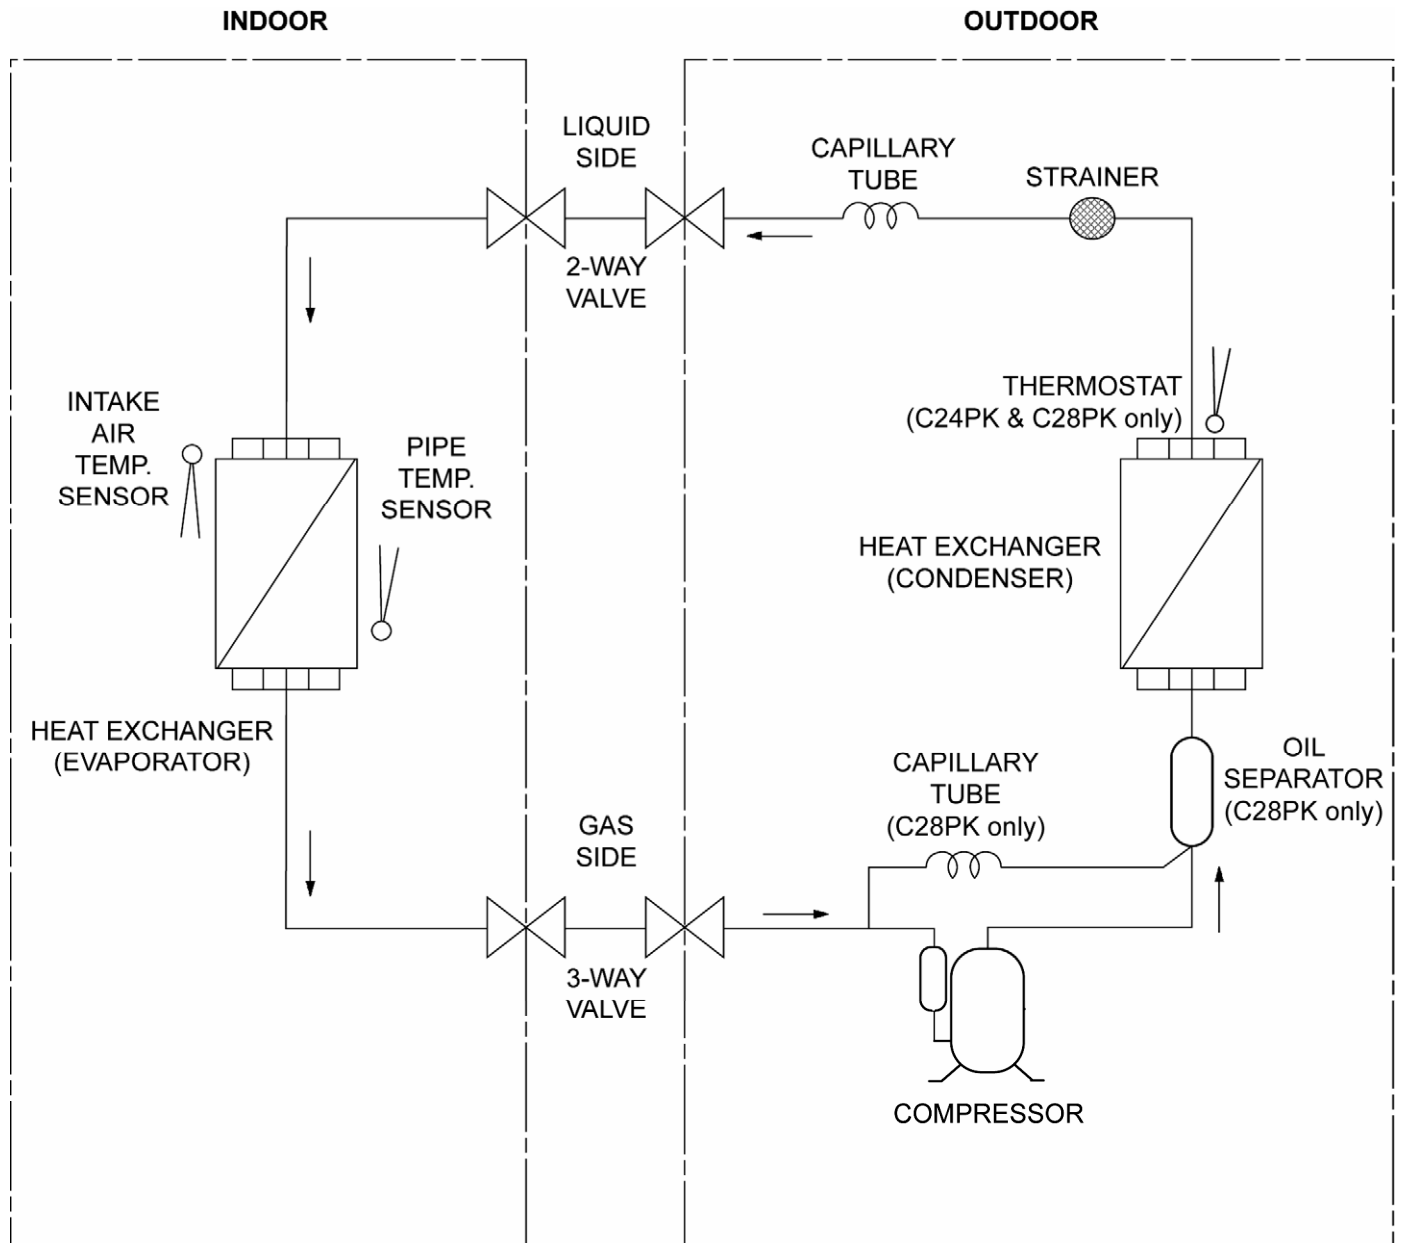 INDOOR
OUTDOOR
LIQUID
SIDE
CAPILLARY
TUBE
STRAINER
2-WAY
VALVE
THERMOSTAT
(C24PK & C28PK only)
INTAKE
AIR
TEMP.
SENSOR
PIPE
TEMP.
SENSOR
HEAT EXCHANGER
(CONDENSER)
HEAT EXCHANGER
(EVAPORATOR)
CAPILLARY
TUBE
(C28PK only)
OIL
SEPARATOR
(C28PK only)
GAS
SIDE
3-WAY
VALVE
COMPRESSOR